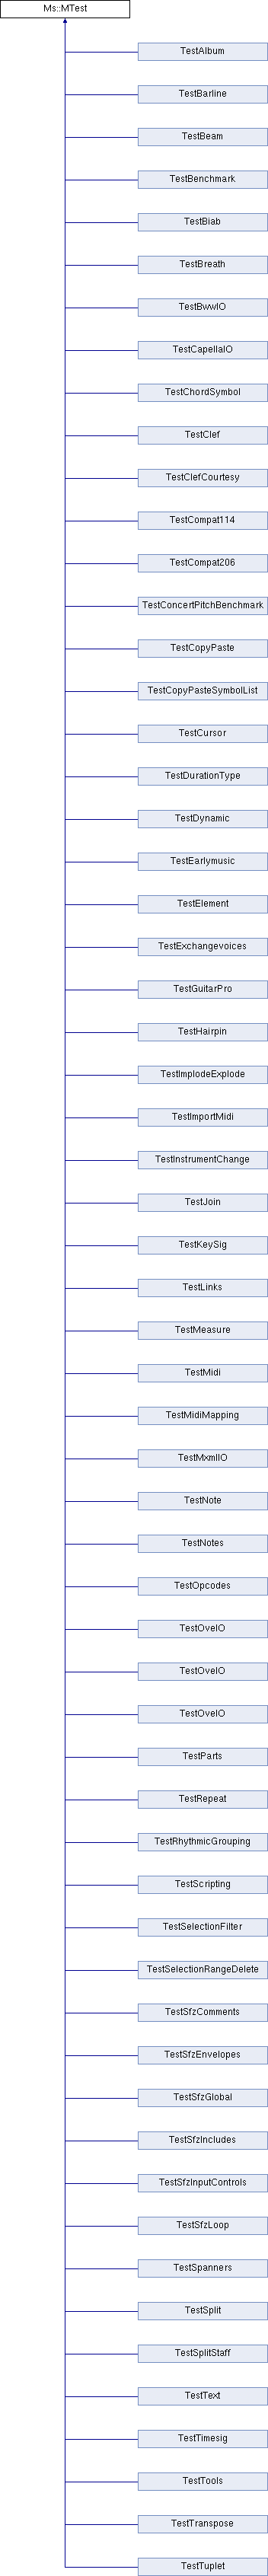 Ms::MTest
TestAlbum
TestBarline
TestBeam
TestBenchmark
TestBiab
TestBreath
TestBwwIO
TestCapellaIO
TestChordSymbol
TestClef
TestClefCourtesy
TestCompat114
TestCompat206
TestConcertPitchBenchmark
TestCopyPaste
TestCopyPasteSymbolList
TestCursor
TestDurationType
TestDynamic
TestEarlymusic
TestElement
TestExchangevoices
TestGuitarPro
TestHairpin
TestImplodeExplode
TestImportMidi
TestInstrumentChange
TestJoin
TestKeySig
TestLinks
TestMeasure
TestMidi
TestMidiMapping
TestMxmlIO
TestNote
TestNotes
TestOpcodes
TestOveIO
TestOveIO
TestOveIO
TestParts
TestRepeat
TestRhythmicGrouping
TestScripting
TestSelectionFilter
TestSelectionRangeDelete
TestSfzComments
TestSfzEnvelopes
TestSfzGlobal
TestSfzIncludes
TestSfzInputControls
TestSfzLoop
TestSpanners
TestSplit
TestSplitStaff
TestText
TestTimesig
TestTools
TestTranspose
TestTuplet